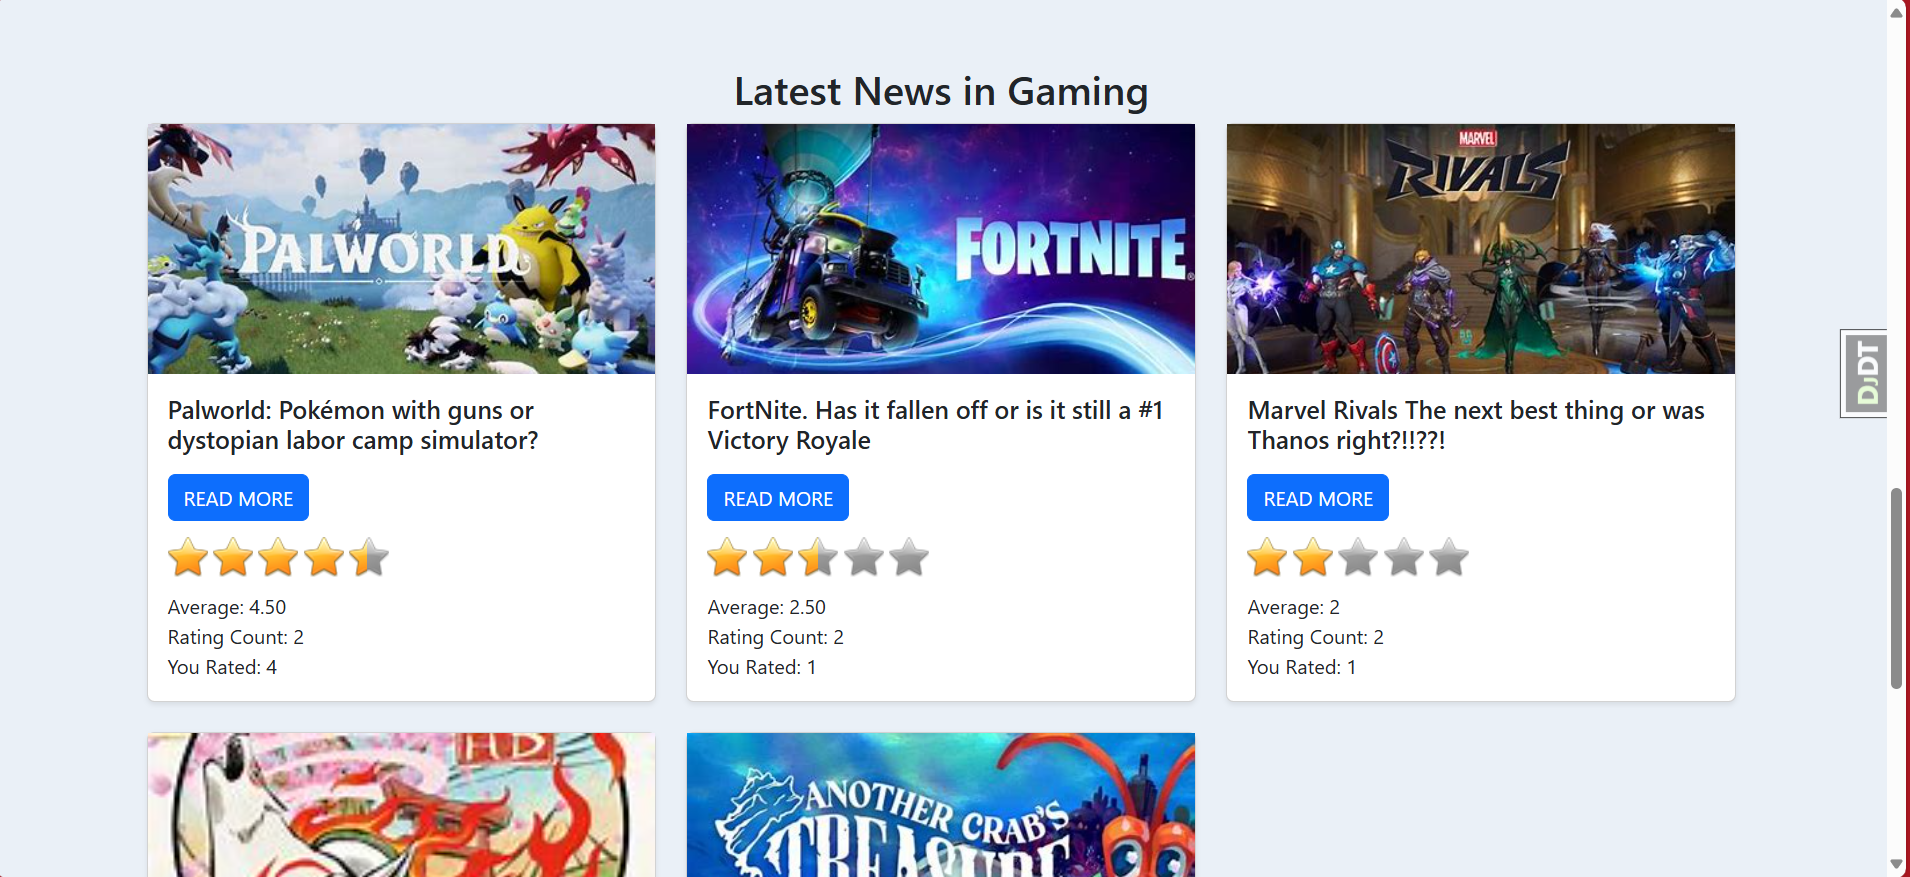 Latest News in Gaming
PALWORLD
FORTNITE
MARVEL
RIVALS
Palworld: Pokémon with guns or
dystopian labor camp simulator?
READ MORE
Average: 4.50
Rating Count: 2
You Rated: 4
FortNite. Has it fallen off or is it still a #1
Victory Royale
READ MORE
Average: 2.50
Rating Count: 2
You Rated: 1
Marvel Rivals The next best thing or was
Thanos right?!!??!
READ MORE
Average: 2
Rating Count: 2
You Rated: 1
DJDT
HD
ANOTHER CRAB'S
TREASURE